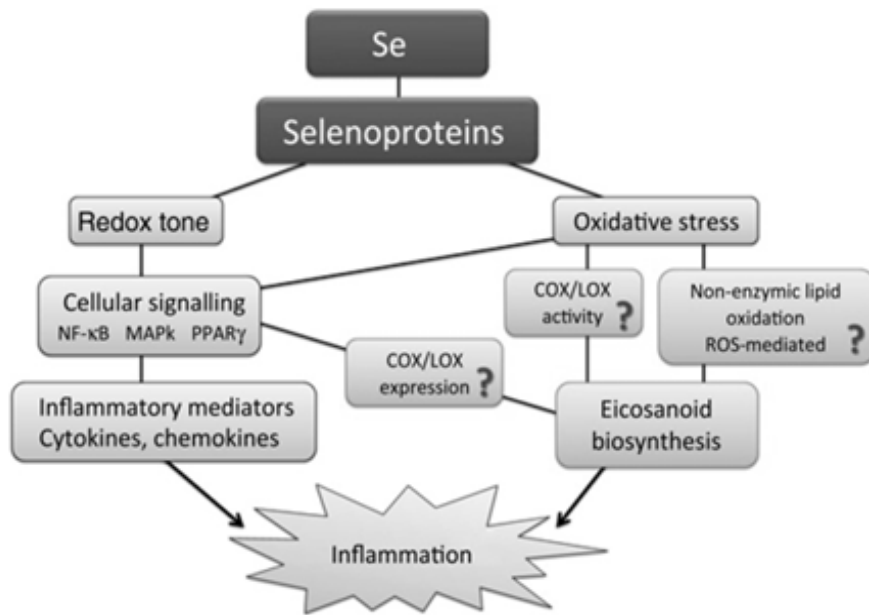 Se
Selenoproteins
Redox tone
Oxidative stress
Cellular signalling
NF-κB MAPk PPARγ
COX/LOX
activity ?
Non-enzymic lipid
oxidation
ROS-mediated ?
COX/LOX
expression ?
Inflammatory mediators
Cytokines, chemokines
Eicosanoid
biosynthesis
Inflammation